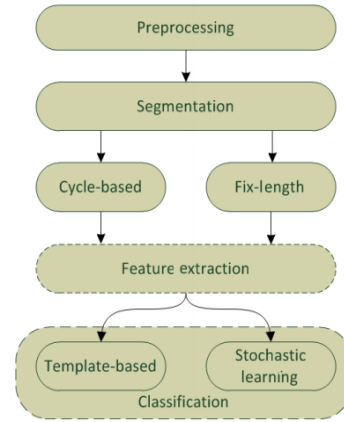 Preprocessing
Segmentation
Cycle-based
Fix-length
Feature extraction
Template-based
Stochastic
learning
Classification